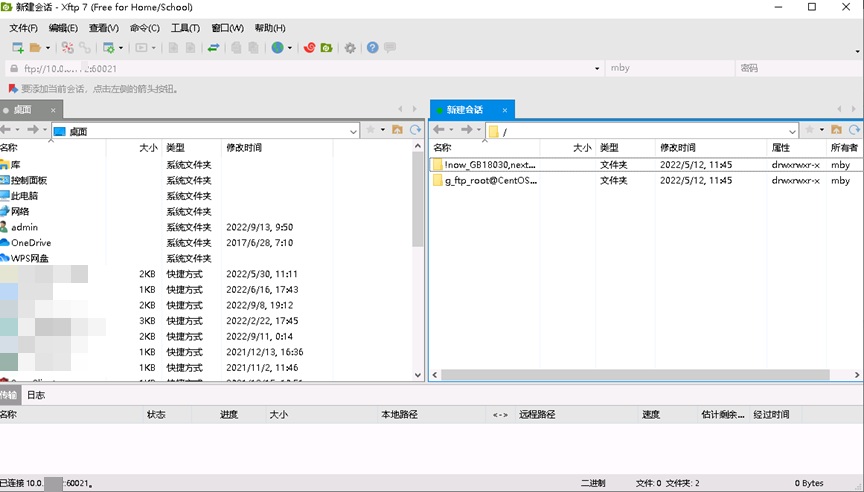 新建会话 - Xftp 7 (Free for Home/School)
文件(F) 编辑(E) 查看(V) 命令(C) 工具(T) 窗口(W) 帮助(H)
ftp://10.0. :60021 mby 密码
要添加当前会话，点击左侧的箭头按钮。
桌面 × 新建会话 ×
桌面 /
名称 大小 类型 修改时间
库 系统文件夹
控制面板 系统文件夹
此电脑 系统文件夹
网络 系统文件夹
admin 系统文件夹 2022/9/13, 9:50
OneDrive 系统文件夹 2017/6/28, 7:10
WPS网盘 系统文件夹
2KB 快捷方式 2022/5/30, 11:11
1KB 快捷方式 2022/6/16, 17:43
2KB 快捷方式 2022/9/8, 19:12
3KB 快捷方式 2022/2/22, 17:45
2KB 快捷方式 2022/9/11, 0:14
1KB 快捷方式 2021/12/13, 16:36
1KB 快捷方式 2021/11/2, 11:46
名称 大小 类型 修改时间 属性 所有者
!now_GB18030,next... 文件夹 2022/5/12, 11:45 drwxrwxr-x mby
g_ftp_root@CentOS... 文件夹 2022/5/12, 11:45 drwxrwxr-x mby
传输 日志
名称 状态 进度 大小 本地路径 <-> 远程路径 速度 估计剩余... 经过时间
已连接 10.0. :60021。 二进制 文件: 0 文件夹: 2 0 Bytes